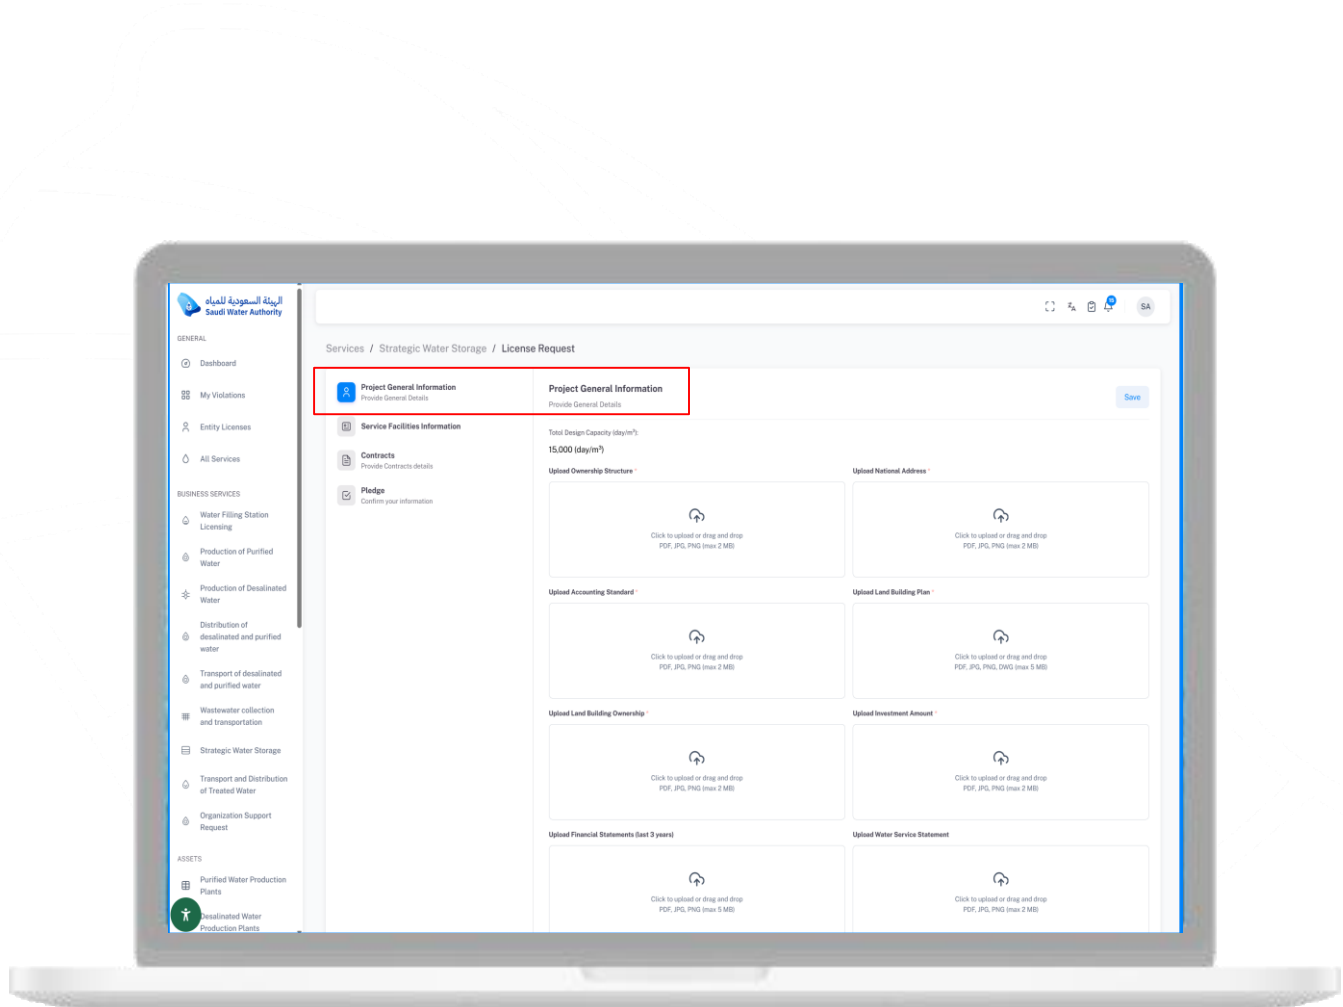 الهيئة السعودية للمياه
Saudi Water Authority
GENERAL
Dashboard
My Violations
Entity Licenses
All Services
BUSINESS SERVICES
Water Filling Station
Licensing
Production of Purified
Water
Production of Desalinated
Water
Distribution of
desalinated and purified
water
Transport of desalinated
and purified water
Wastewater collection
and transportation
Strategic Water Storage
Transport and Distribution
of Treated Water
Organization Support
Request
ASSETS
Purified Water Production
Plants
Desalinated Water
Production Plants
SA
Services / Strategic Water Storage / License Request
Project General Information
Provide General Details
Service Facilities Information
Contracts
Provide Contracts details
Pledge
Confirm your information
Project General Information
Provide General Details
Save
Total Design Capacity (day/m³):
15,000 (day/m³)
Upload Ownership Structure *
Click to upload or drag and drop
PDF, JPG, PNG (max 2 MB)
Upload National Address *
Click to upload or drag and drop
PDF, JPG, PNG (max 2 MB)
Upload Accounting Standard *
Click to upload or drag and drop
PDF, JPG, PNG (max 2 MB)
Upload Land Building Plan *
Click to upload or drag and drop
PDF, JPG, PNG, DWG (max 5 MB)
Upload Land Building Ownership *
Click to upload or drag and drop
PDF, JPG, PNG (max 2 MB)
Upload Investment Amount *
Click to upload or drag and drop
PDF, JPG, PNG (max 2 MB)
Upload Financial Statements (last 3 years)
Click to upload or drag and drop
PDF, JPG, PNG (max 5 MB)
Upload Water Service Statement
Click to upload or drag and drop
PDF, JPG, PNG (max 2 MB)